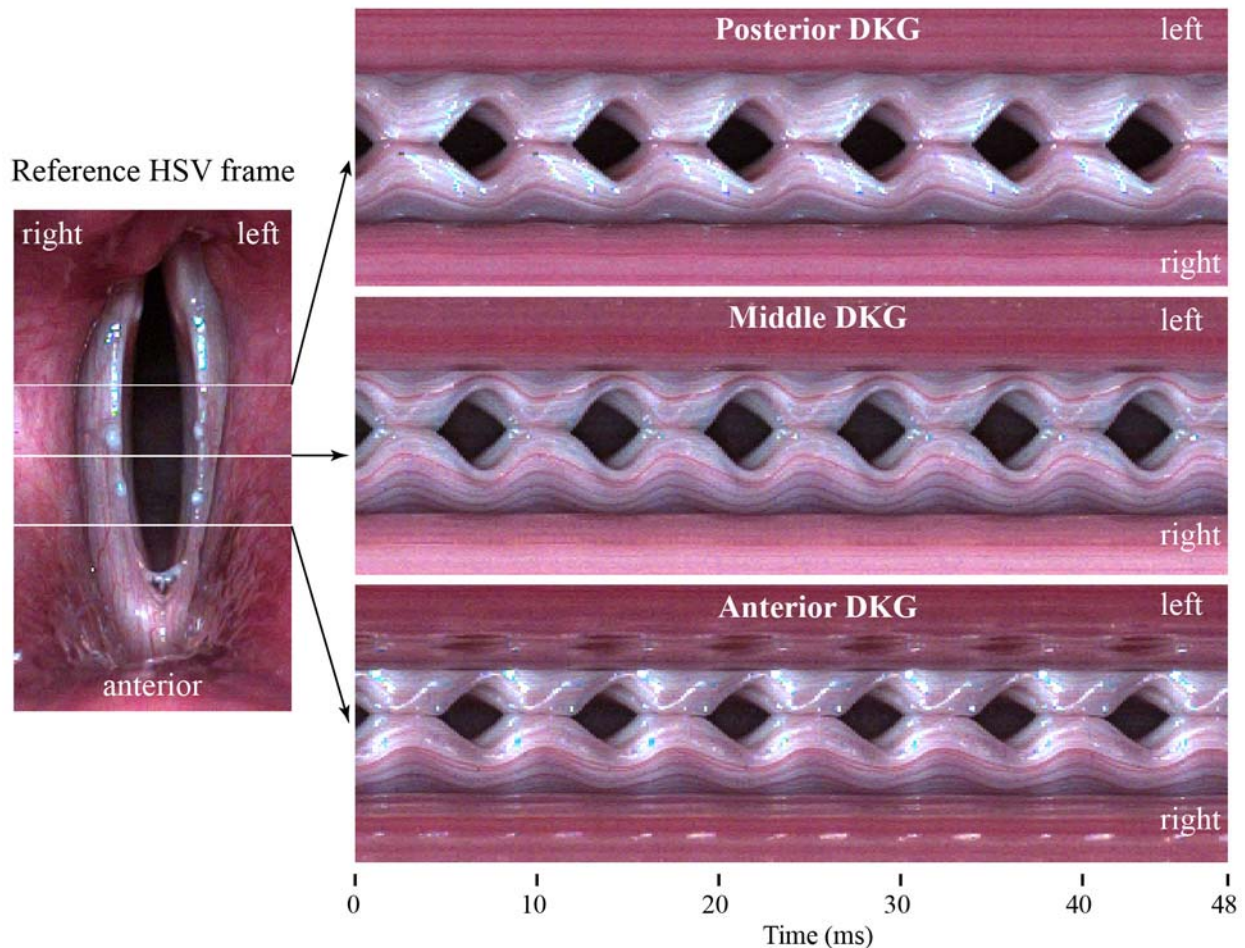 Reference HSV frame
right left
anterior
Posterior DKG left
right
Middle DKG left
right
Anterior DKG left
right
0 10 20 30 40 48
Time (ms)